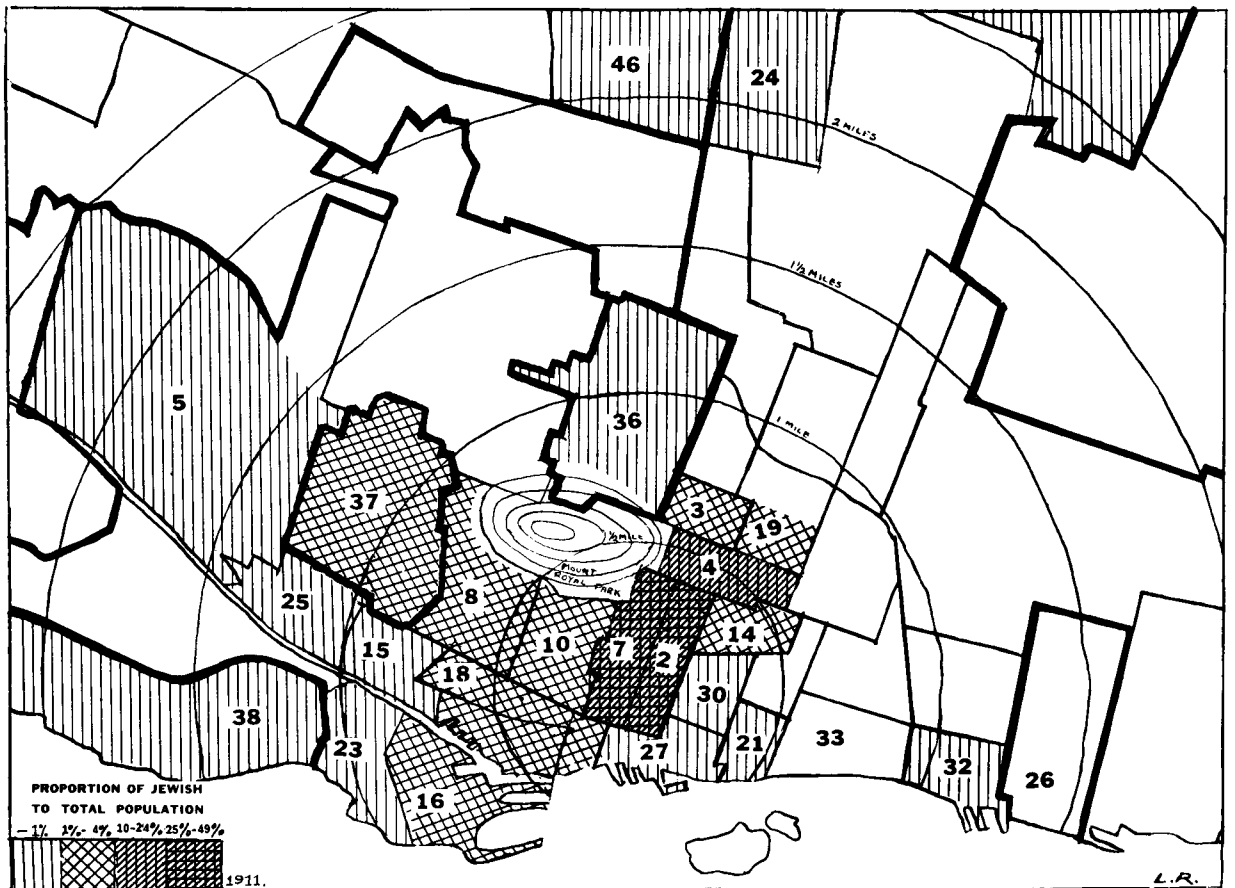 46
24
2 MILES
1½ MILES
5
36
1 MILE
37
3
19
½ MILE
4
MOUNT
ROYAL PARK
8
25
14
10
7
2
15
18
30
38
23
27
21
33
32
26
16
PROPORTION OF JEWISH
TO TOTAL POPULATION
-1% 1%-4% 10-24% 25%-49%
1911.
L.R.